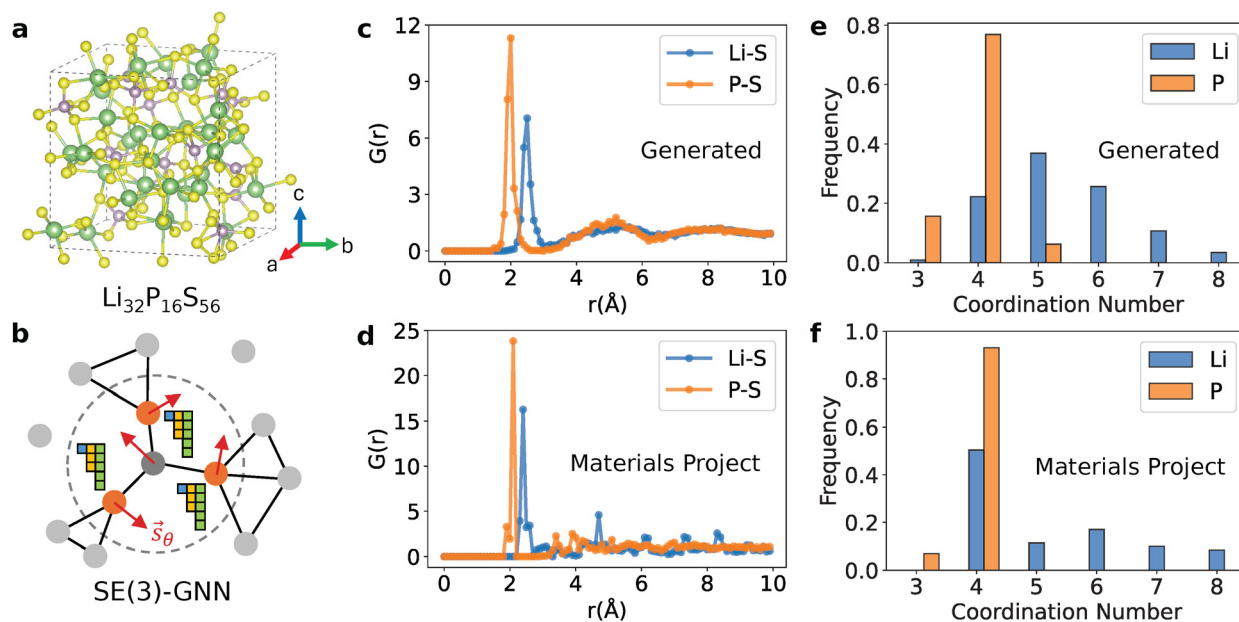 a
c
b
a
Li32P16S56
b
s⃗θ
SE(3)-GNN
c
12
9
6
3
0
G(r)
Li-S
P-S
Generated
0 2 4 6 8 10
r(Å)
d
25
20
15
10
5
0
G(r)
Li-S
P-S
Materials Project
0 2 4 6 8 10
r(Å)
e
0.8
0.6
0.4
0.2
0.0
Frequency
Li
P
Generated
3 4 5 6 7 8
Coordination Number
f
1.0
0.8
0.6
0.4
0.2
0.0
Frequency
Li
P
Materials Project
3 4 5 6 7 8
Coordination Number